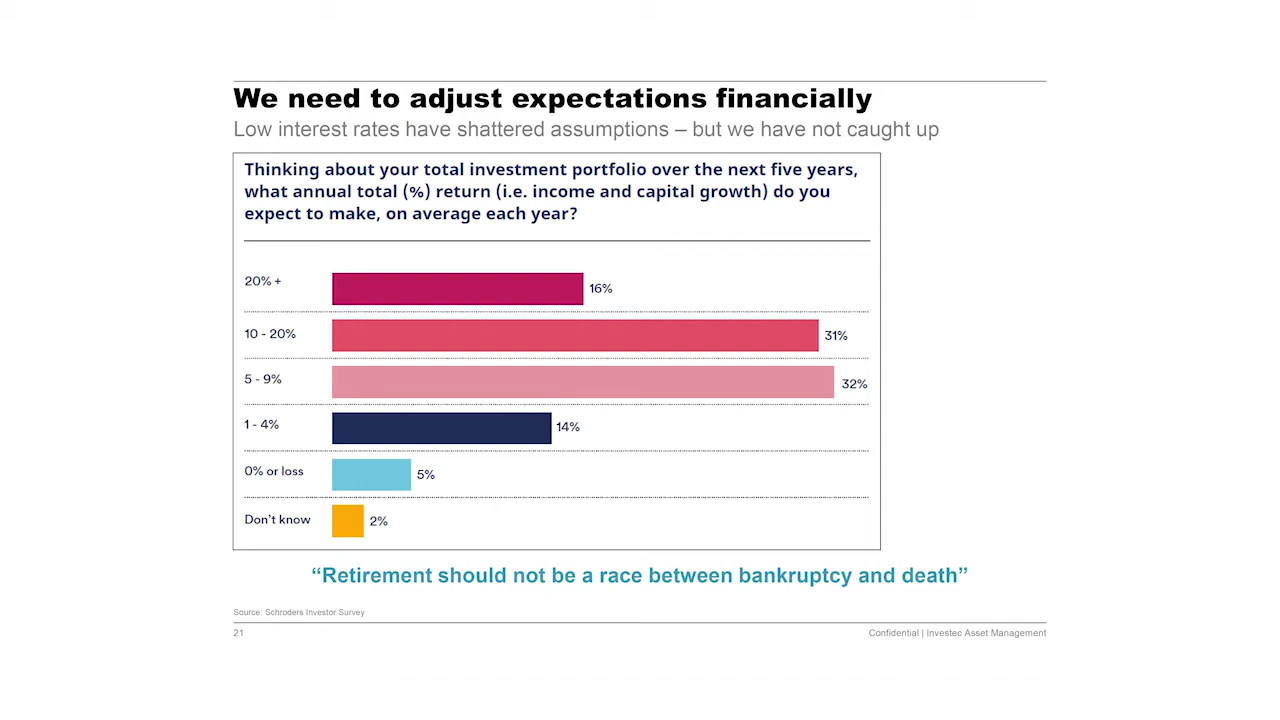 We need to adjust expectations financially
Low interest rates have shattered assumptions – but we have not caught up
Thinking about your total investment portfolio over the next five years,
what annual total (%) return (i.e. income and capital growth) do you
expect to make, on average each year?
20% +
16%
10 - 20%
31%
5 - 9%
32%
1 - 4%
14%
0% or loss
5%
Don't know
2%
“Retirement should not be a race between bankruptcy and death”
Source: Schroders Investor Survey
21
Confidential | Investec Asset Management